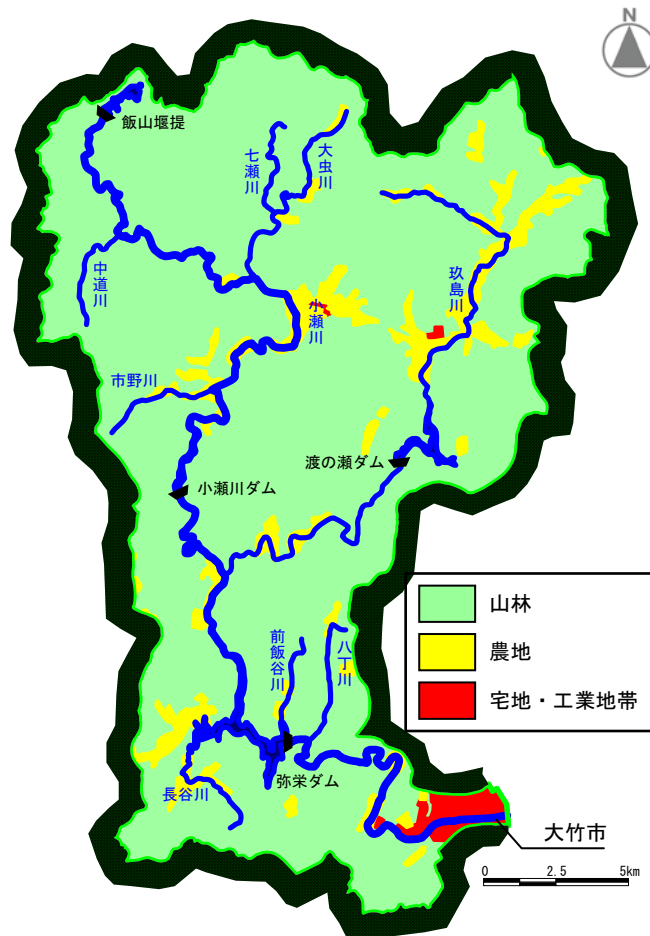 N
飯山堰提
七瀬川
大虫川
中道川
玖島川
小瀬川
市野川
渡の瀬ダム
小瀬川ダム
山林
農地
宅地・工業地帯
前飯谷川
八丁川
弥栄ダム
長谷川
大竹市
0 2.5 5km